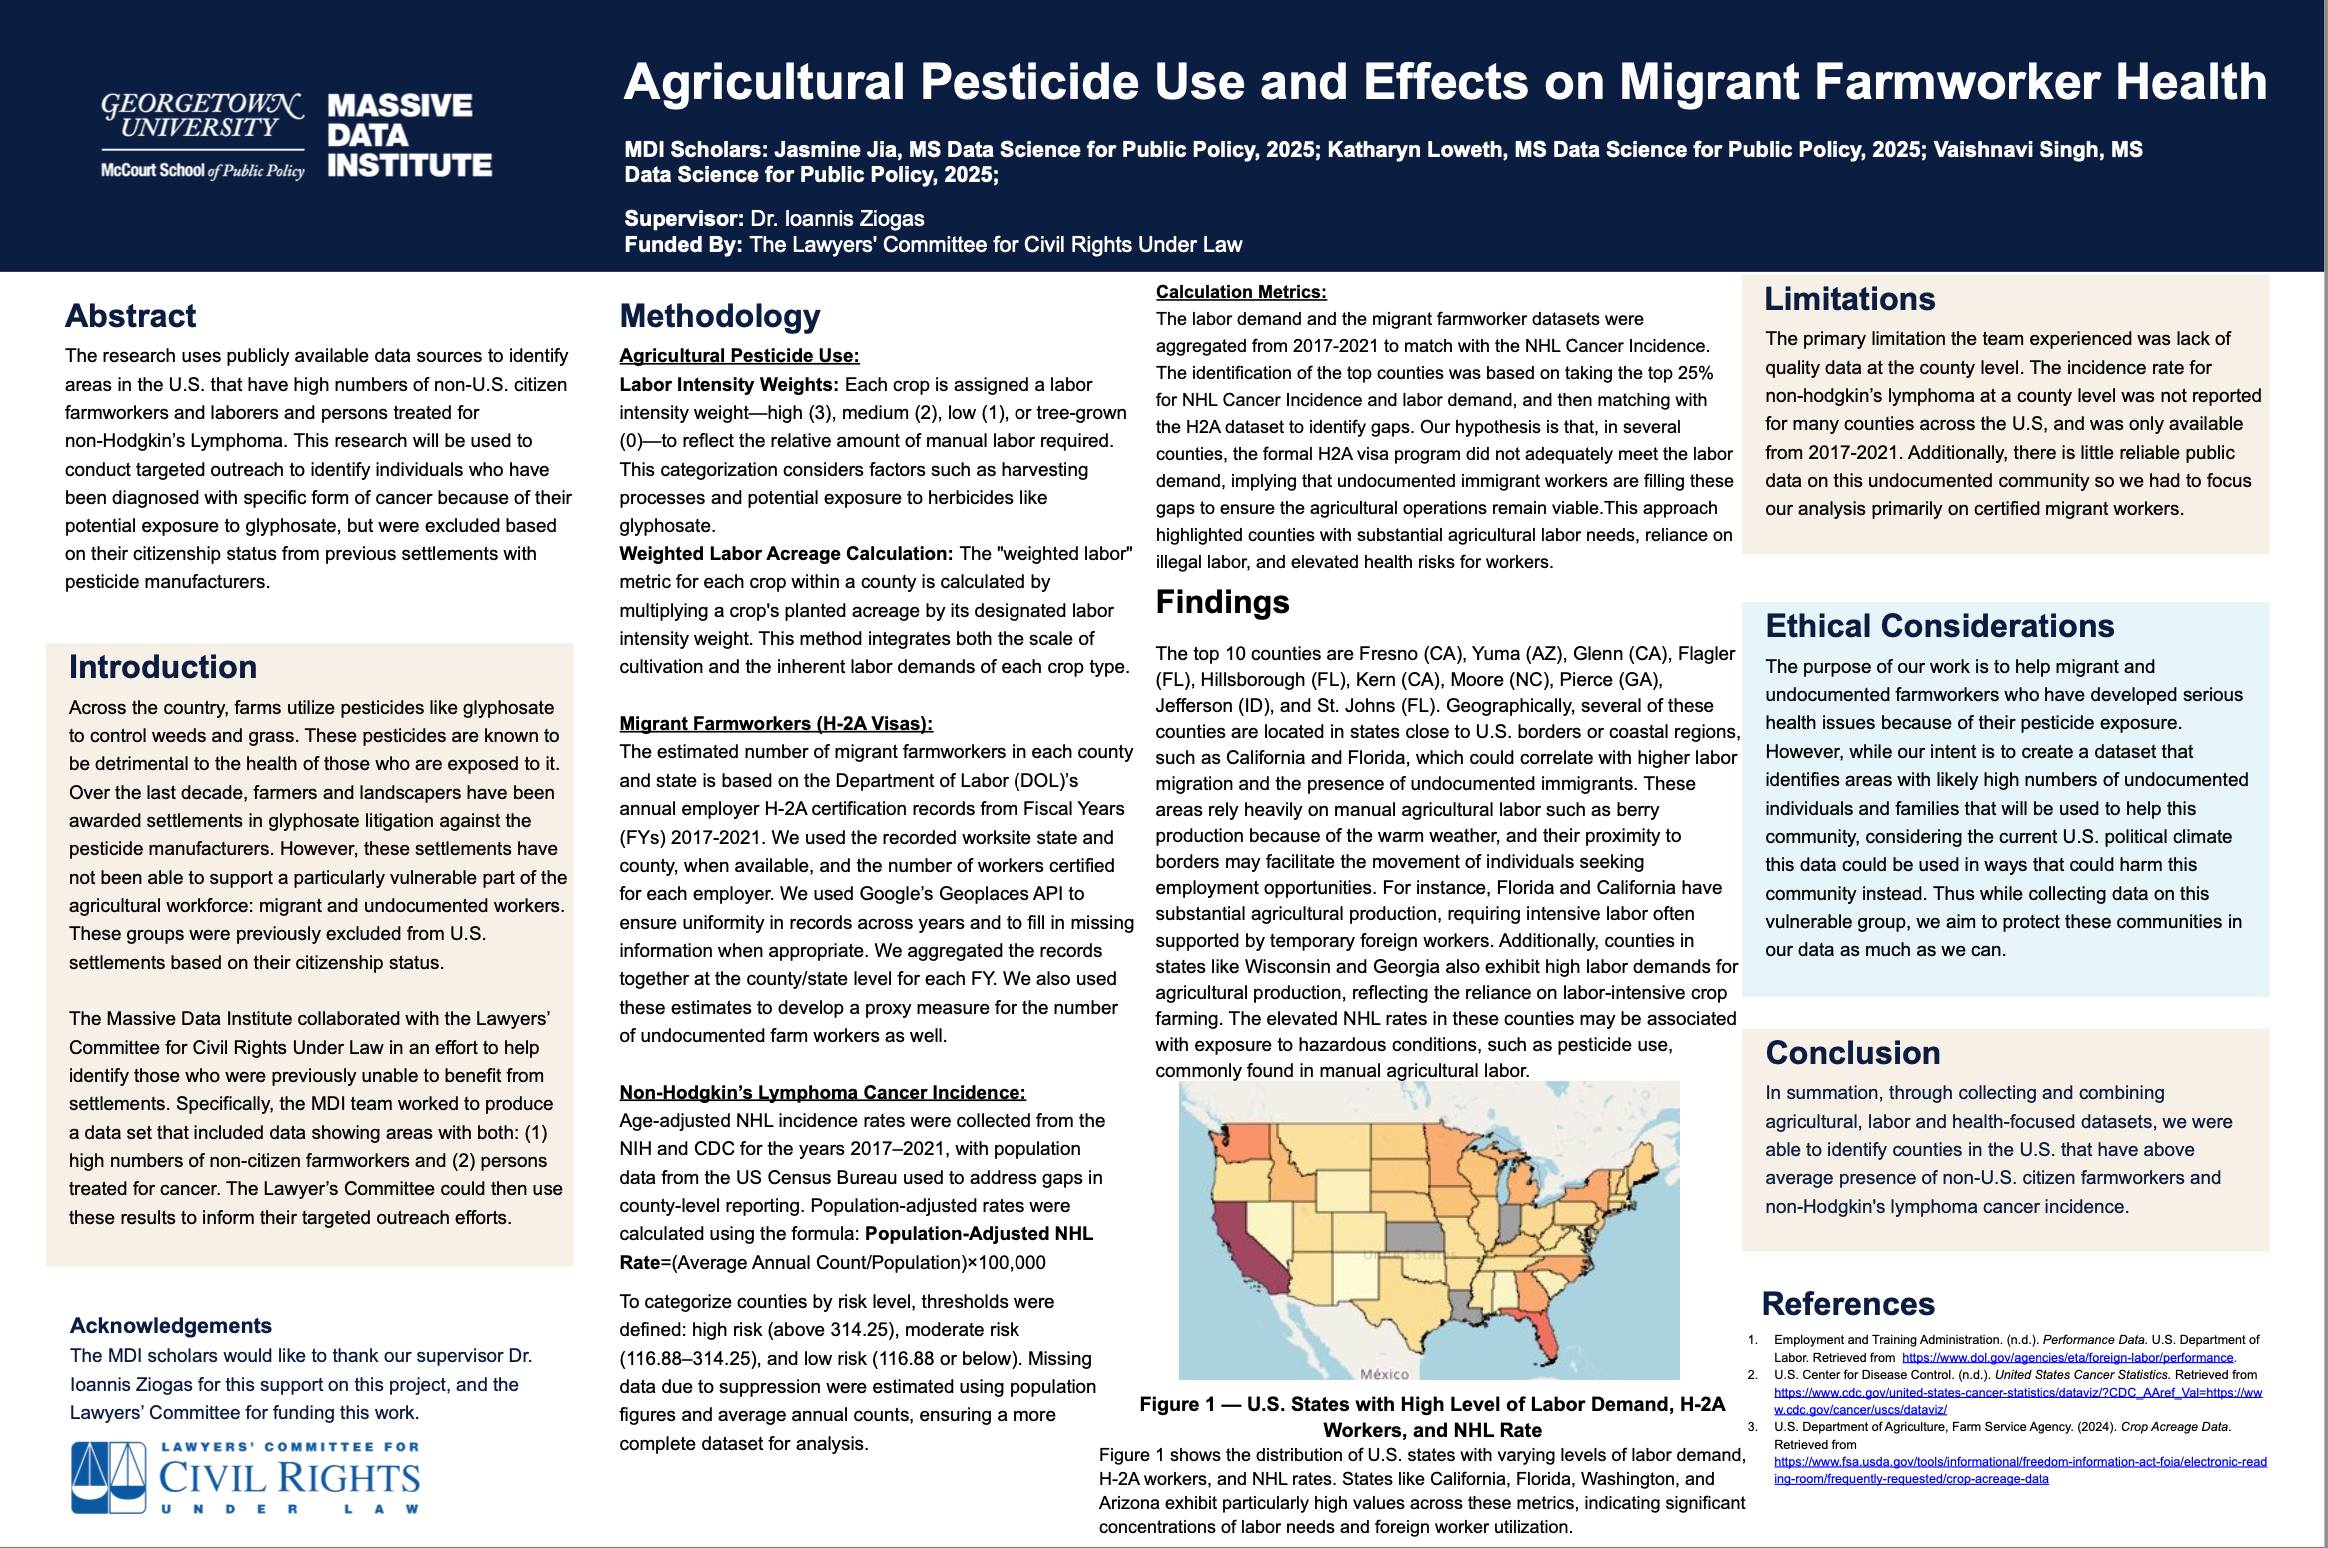 GEORGETOWN
UNIVERSITY
McCourt School of Public Policy
MASSIVE
DATA
INSTITUTE
Agricultural Pesticide Use and Effects on Migrant Farmworker Health
MDI Scholars: Jasmine Jia, MS Data Science for Public Policy, 2025; Katharyn Loweth, MS Data Science for Public Policy, 2025; Vaishnavi Singh, MS
Data Science for Public Policy, 2025;
Supervisor: Dr. Ioannis Ziogas
Funded By: The Lawyers' Committee for Civil Rights Under Law
Abstract
The research uses publicly available data sources to identify
areas in the U.S. that have high numbers of non-U.S. citizen
farmworkers and laborers and persons treated for
non-Hodgkin’s Lymphoma. This research will be used to
conduct targeted outreach to identify individuals who have
been diagnosed with specific form of cancer because of their
potential exposure to glyphosate, but were excluded based
on their citizenship status from previous settlements with
pesticide manufacturers.
Introduction
Across the country, farms utilize pesticides like glyphosate
to control weeds and grass. These pesticides are known to
be detrimental to the health of those who are exposed to it.
Over the last decade, farmers and landscapers have been
awarded settlements in glyphosate litigation against the
pesticide manufacturers. However, these settlements have
not been able to support a particularly vulnerable part of the
agricultural workforce: migrant and undocumented workers.
These groups were previously excluded from U.S.
settlements based on their citizenship status.
The Massive Data Institute collaborated with the Lawyers’
Committee for Civil Rights Under Law in an effort to help
identify those who were previously unable to benefit from
settlements. Specifically, the MDI team worked to produce
a data set that included data showing areas with both: (1)
high numbers of non-citizen farmworkers and (2) persons
treated for cancer. The Lawyer’s Committee could then use
these results to inform their targeted outreach efforts.
Acknowledgements
The MDI scholars would like to thank our supervisor Dr.
Ioannis Ziogas for this support on this project, and the
Lawyers’ Committee for funding this work.
LAWYERS’ COMMITTEE FOR
CIVIL RIGHTS
UNDER LAW
Methodology
Agricultural Pesticide Use:
Labor Intensity Weights: Each crop is assigned a labor
intensity weight—high (3), medium (2), low (1), or tree-grown
(0)—to reflect the relative amount of manual labor required.
This categorization considers factors such as harvesting
processes and potential exposure to herbicides like
glyphosate.
Weighted Labor Acreage Calculation: The "weighted labor"
metric for each crop within a county is calculated by
multiplying a crop's planted acreage by its designated labor
intensity weight. This method integrates both the scale of
cultivation and the inherent labor demands of each crop type.
Migrant Farmworkers (H-2A Visas):
The estimated number of migrant farmworkers in each county
and state is based on the Department of Labor (DOL)’s
annual employer H-2A certification records from Fiscal Years
(FYs) 2017-2021. We used the recorded worksite state and
county, when available, and the number of workers certified
for each employer. We used Google’s Geoplaces API to
ensure uniformity in records across years and to fill in missing
information when appropriate. We aggregated the records
together at the county/state level for each FY. We also used
these estimates to develop a proxy measure for the number
of undocumented farm workers as well.
Non-Hodgkin’s Lymphoma Cancer Incidence:
Age-adjusted NHL incidence rates were collected from the
NIH and CDC for the years 2017–2021, with population
data from the US Census Bureau used to address gaps in
county-level reporting. Population-adjusted rates were
calculated using the formula: Population-Adjusted NHL
Rate=(Average Annual Count/Population)×100,000
To categorize counties by risk level, thresholds were
defined: high risk (above 314.25), moderate risk
(116.88–314.25), and low risk (116.88 or below). Missing
data due to suppression were estimated using population
figures and average annual counts, ensuring a more
complete dataset for analysis.
Calculation Metrics:
The labor demand and the migrant farmworker datasets were
aggregated from 2017-2021 to match with the NHL Cancer Incidence.
The identification of the top counties was based on taking the top 25%
for NHL Cancer Incidence and labor demand, and then matching with
the H2A dataset to identify gaps. Our hypothesis is that, in several
counties, the formal H2A visa program did not adequately meet the labor
demand, implying that undocumented immigrant workers are filling these
gaps to ensure the agricultural operations remain viable.This approach
highlighted counties with substantial agricultural labor needs, reliance on
illegal labor, and elevated health risks for workers.
Findings
The top 10 counties are Fresno (CA), Yuma (AZ), Glenn (CA), Flagler
(FL), Hillsborough (FL), Kern (CA), Moore (NC), Pierce (GA),
Jefferson (ID), and St. Johns (FL). Geographically, several of these
counties are located in states close to U.S. borders or coastal regions,
such as California and Florida, which could correlate with higher labor
migration and the presence of undocumented immigrants. These
areas rely heavily on manual agricultural labor such as berry
production because of the warm weather, and their proximity to
borders may facilitate the movement of individuals seeking
employment opportunities. For instance, Florida and California have
substantial agricultural production, requiring intensive labor often
supported by temporary foreign workers. Additionally, counties in
states like Wisconsin and Georgia also exhibit high labor demands for
agricultural production, reflecting the reliance on labor-intensive crop
farming. The elevated NHL rates in these counties may be associated
with exposure to hazardous conditions, such as pesticide use,
commonly found in manual agricultural labor.
United States
México
Figure 1 — U.S. States with High Level of Labor Demand, H-2A
Workers, and NHL Rate
Figure 1 shows the distribution of U.S. states with varying levels of labor demand,
H-2A workers, and NHL rates. States like California, Florida, Washington, and
Arizona exhibit particularly high values across these metrics, indicating significant
concentrations of labor needs and foreign worker utilization.
Limitations
The primary limitation the team experienced was lack of
quality data at the county level. The incidence rate for
non-hodgkin’s lymphoma at a county level was not reported
for many counties across the U.S, and was only available
from 2017-2021. Additionally, there is little reliable public
data on this undocumented community so we had to focus
our analysis primarily on certified migrant workers.
Ethical Considerations
The purpose of our work is to help migrant and
undocumented farmworkers who have developed serious
health issues because of their pesticide exposure.
However, while our intent is to create a dataset that
identifies areas with likely high numbers of undocumented
individuals and families that will be used to help this
community, considering the current U.S. political climate
this data could be used in ways that could harm this
community instead. Thus while collecting data on this
vulnerable group, we aim to protect these communities in
our data as much as we can.
Conclusion
In summation, through collecting and combining
agricultural, labor and health-focused datasets, we were
able to identify counties in the U.S. that have above
average presence of non-U.S. citizen farmworkers and
non-Hodgkin's lymphoma cancer incidence.
References
1. Employment and Training Administration. (n.d.). Performance Data. U.S. Department of
Labor. Retrieved from https://www.dol.gov/agencies/eta/foreign-labor/performance.
2. U.S. Center for Disease Control. (n.d.). United States Cancer Statistics. Retrieved from
https://www.cdc.gov/united-states-cancer-statistics/dataviz/?CDC_AAref_Val=https://ww
w.cdc.gov/cancer/uscs/dataviz/
3. U.S. Department of Agriculture, Farm Service Agency. (2024). Crop Acreage Data.
Retrieved from
https://www.fsa.usda.gov/tools/informational/freedom-information-act-foia/electronic-read
ing-room/frequently-requested/crop-acreage-data